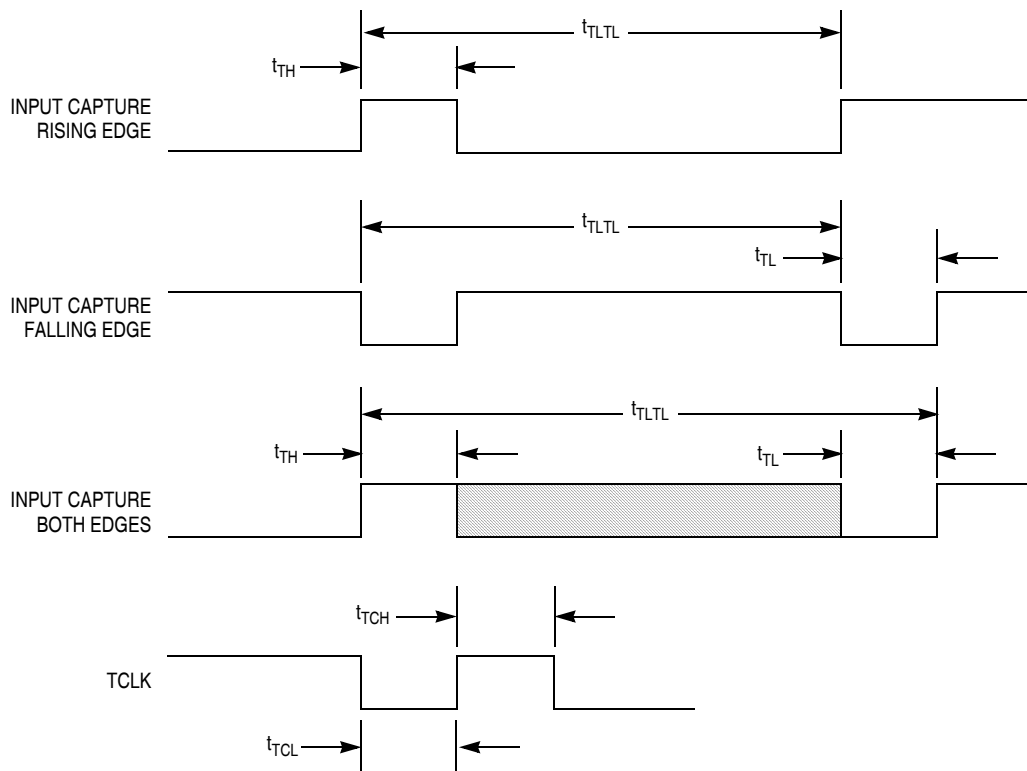 tTLTL
tTH
INPUT CAPTURE
RISING EDGE
tTLTL
tTL
INPUT CAPTURE
FALLING EDGE
tTLTL
tTH
tTL
INPUT CAPTURE
BOTH EDGES
tTCH
TCLK
tTCL